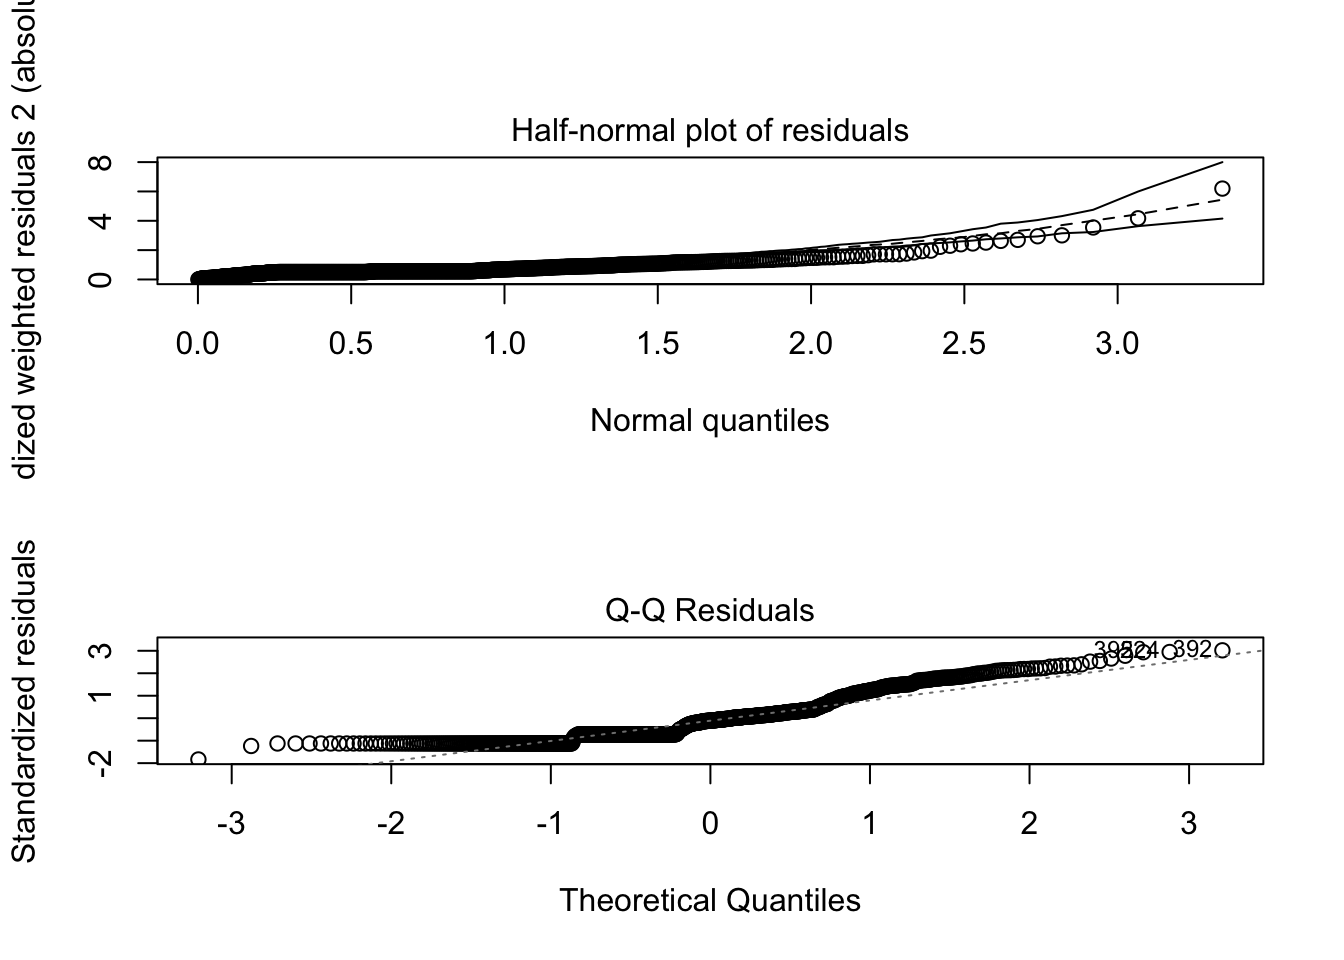 Half-normal plot of residuals
dized weighted residuals 2 (absolu
8
4
0
0.0 0.5 1.0 1.5 2.0 2.5 3.0
Normal quantiles
Q-Q Residuals
Standardized residuals
3
1
-2
392
-3 -2 -1 0 1 2 3
Theoretical Quantiles